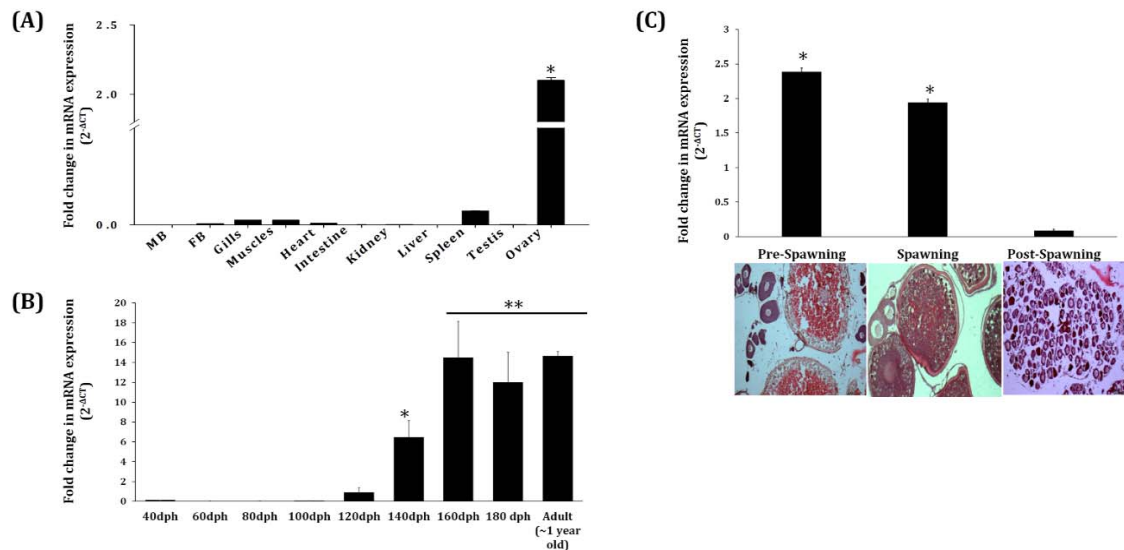 (A)
Fold change in mRNA expression
(2-ΔCT)
2.5
2.0
0.0
*
MB
FB
Gills
Muscles
Heart
Intestine
Kidney
Liver
Spleen
Testis
Ovary
(B)
Fold change in mRNA expression
(2-ΔCT)
20
18
16
14
12
10
8
6
4
2
0
*
**
40dph 60dph 80dph 100dph 120dph 140dph 160dph 180 dph Adult
(~1 year
old)
(C)
Fold change in mRNA expression
(2-ΔCT)
3
2.5
2
1.5
1
0.5
0
*
*
Pre-Spawning Spawning Post-Spawning